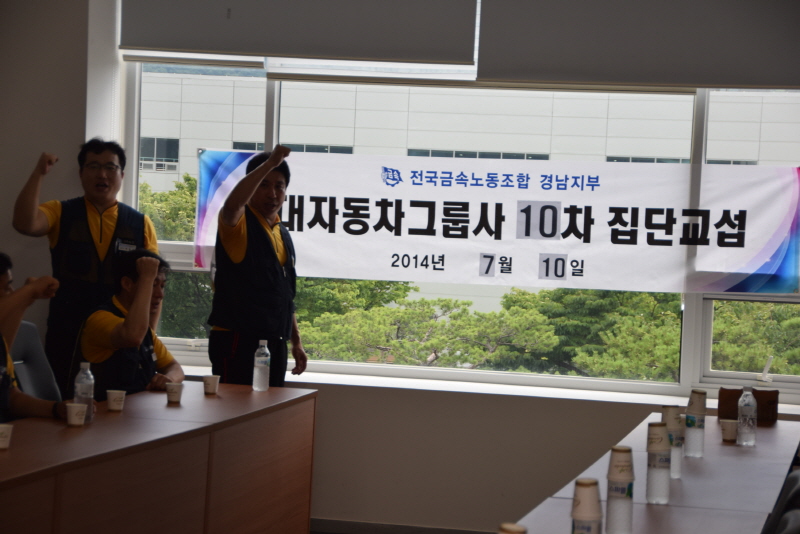 전국금속노동조합 경남지부
대자동차그룹사 10차 집단교섭
2014년 7월 10일